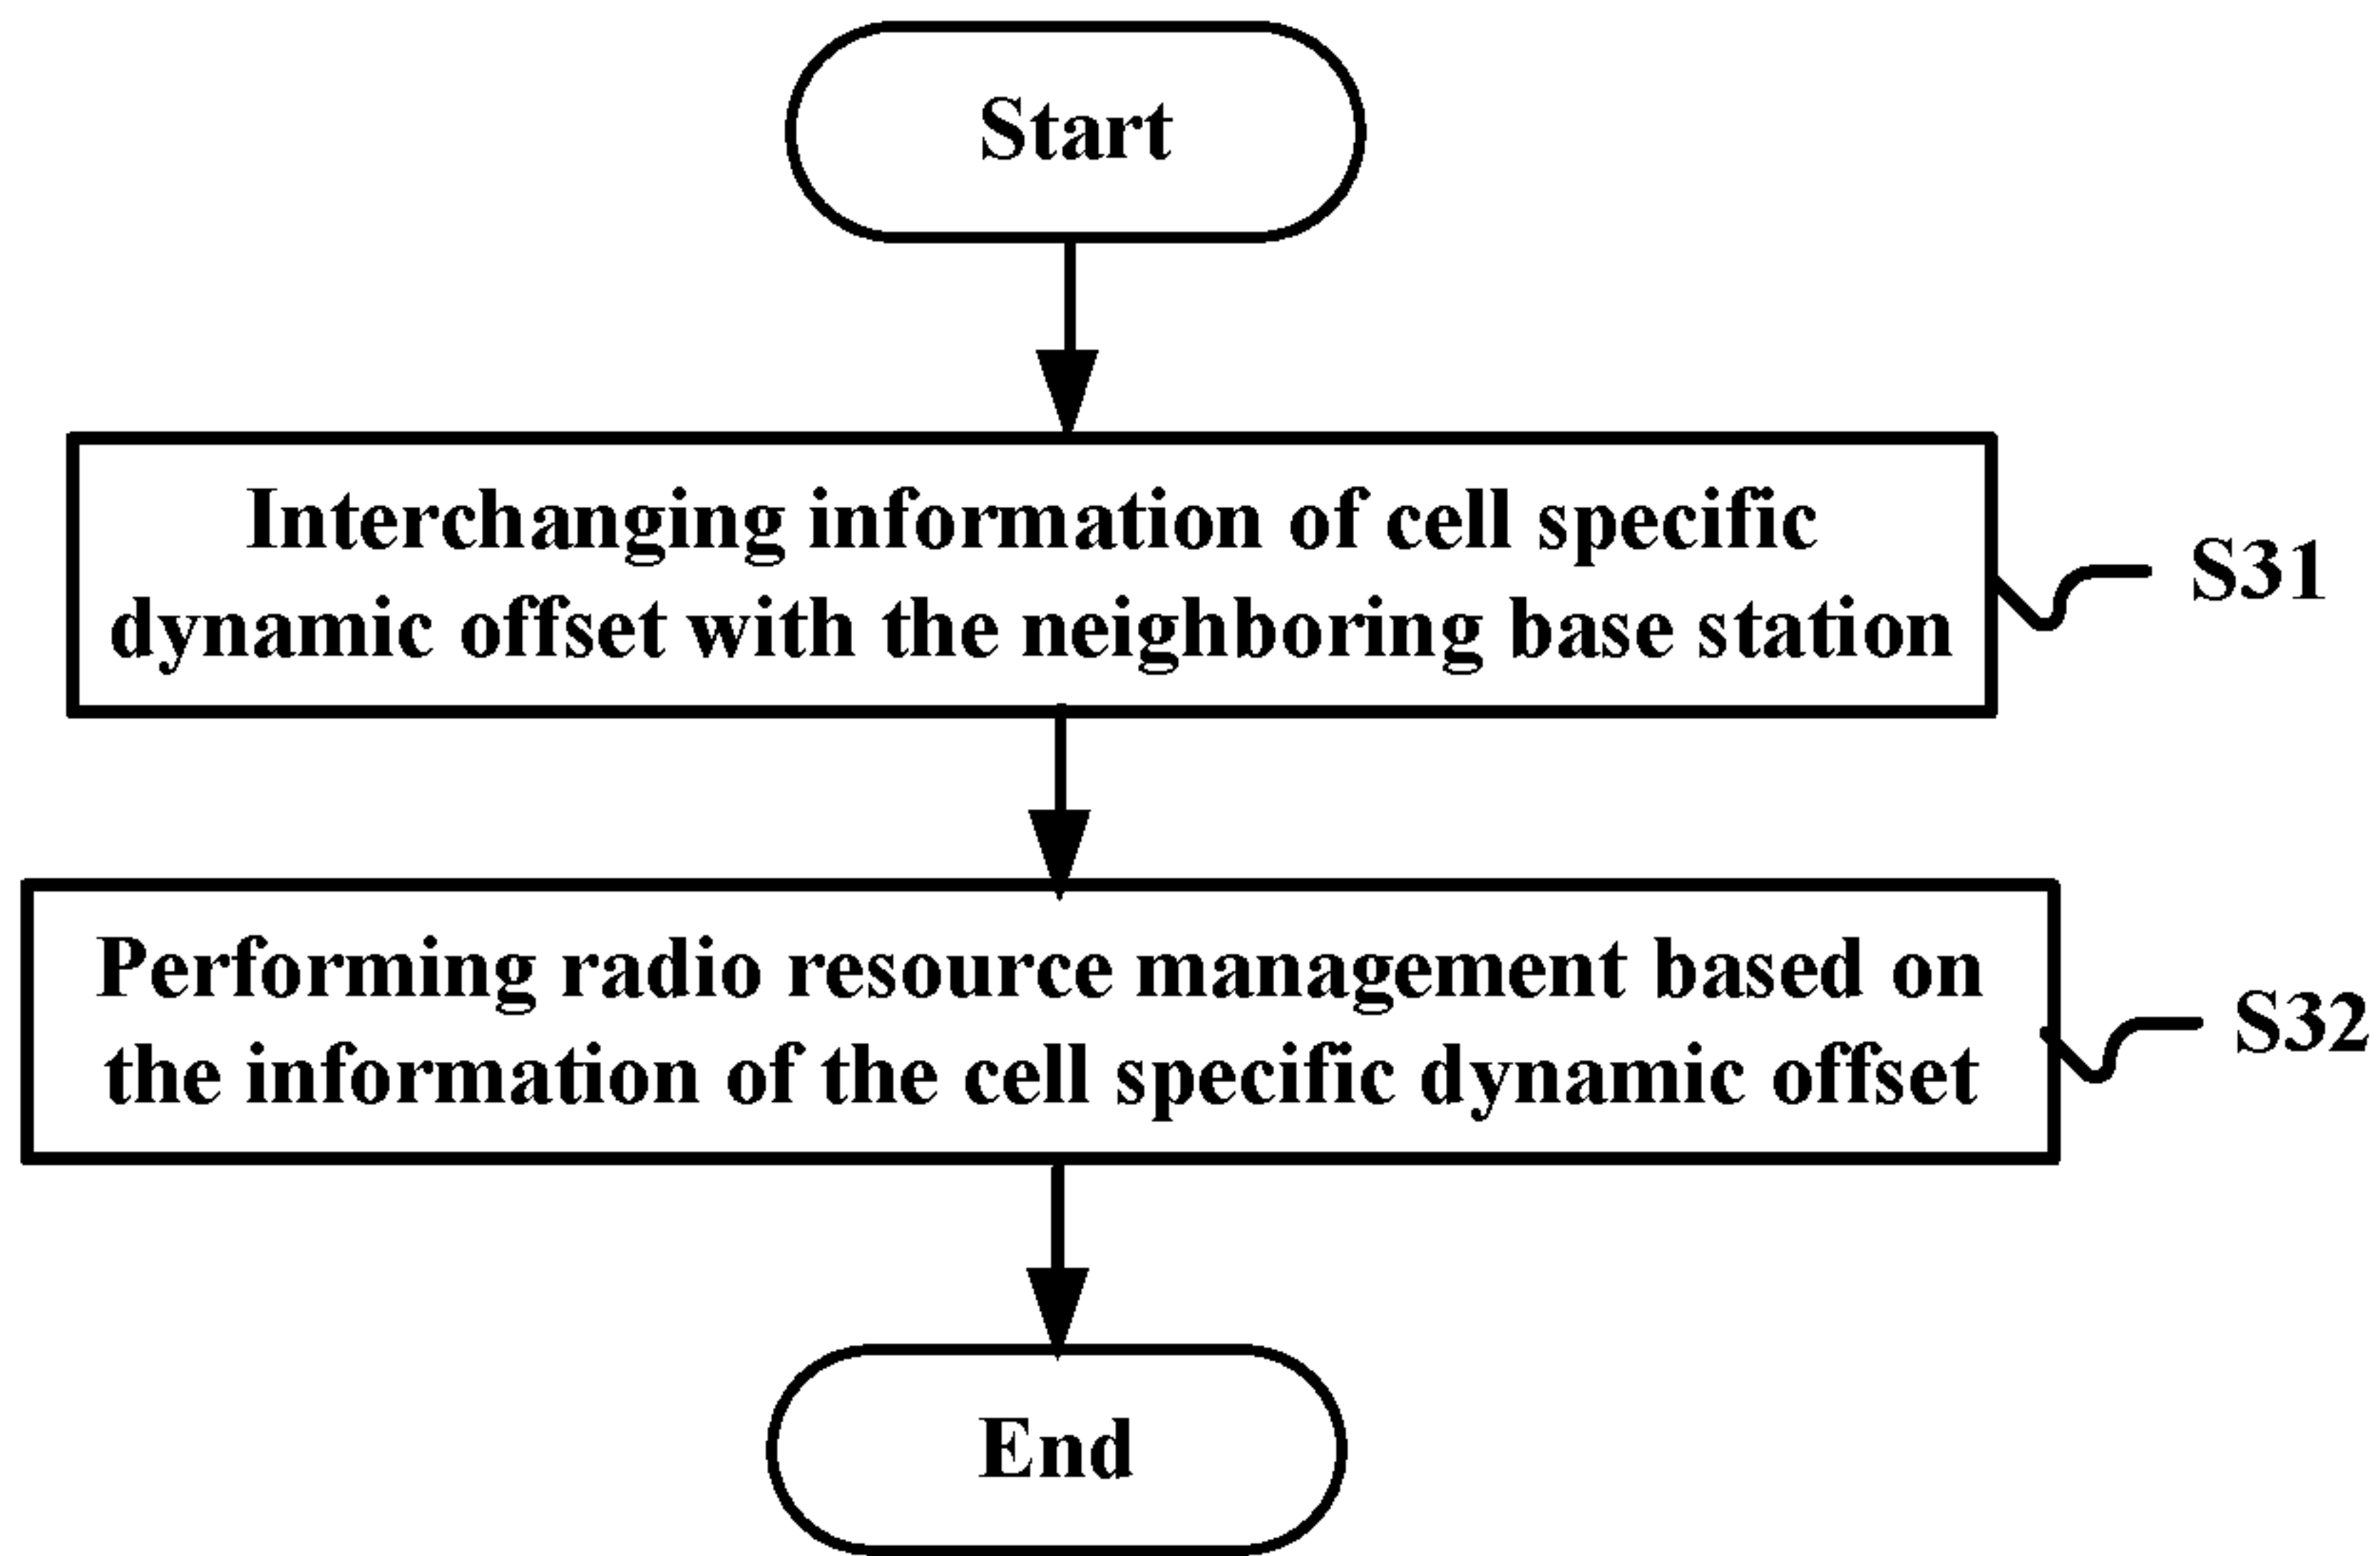 Start
Interchanging information of cell specific
dynamic offset with the neighboring base station
S31
Performing radio resource management based on
the information of the cell specific dynamic offset
S32
End